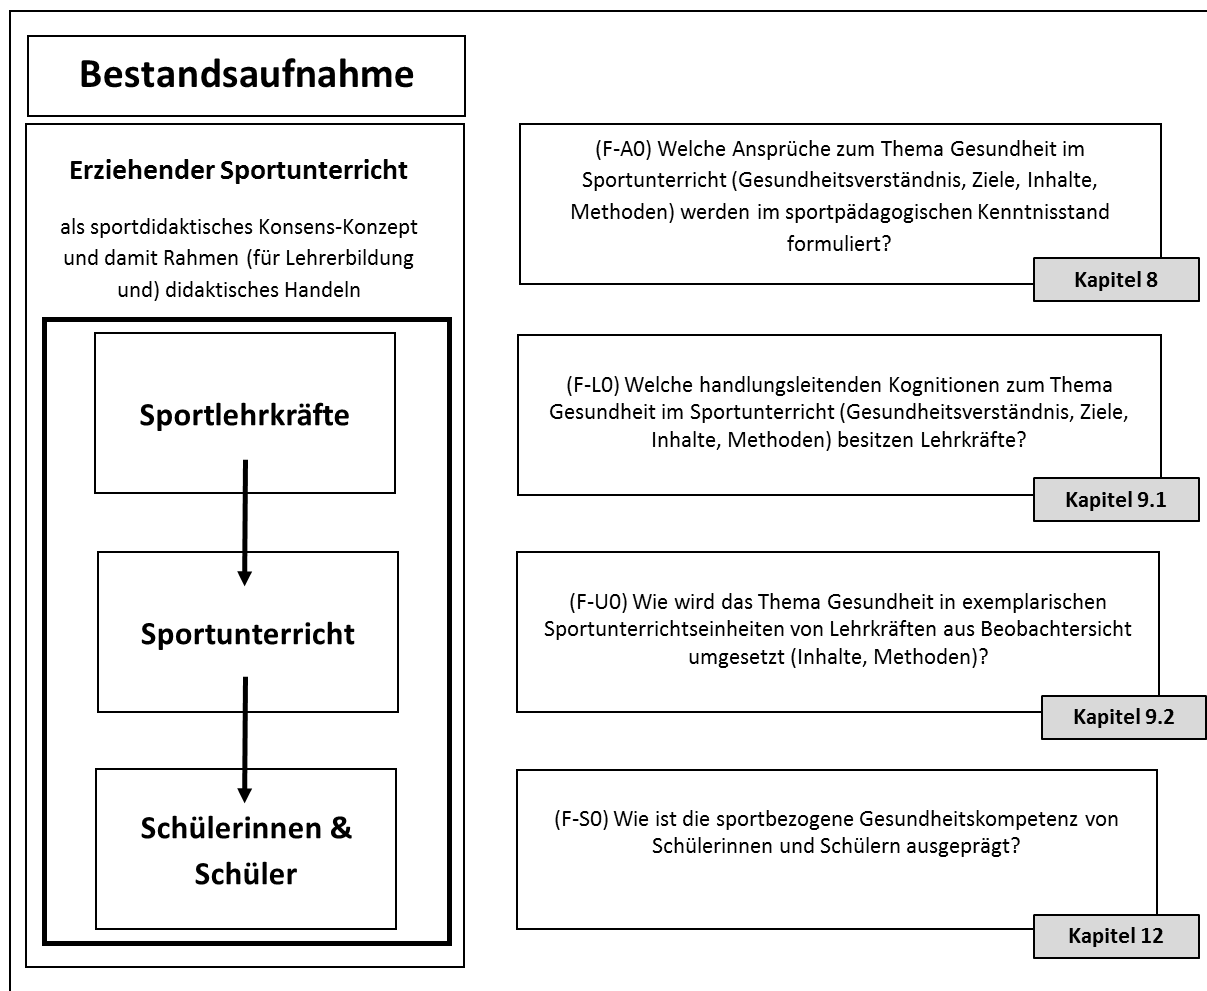 Bestandsaufnahme
Erziehender Sportunterricht
als sportdidaktisches Konsens-Konzept
und damit Rahmen (für Lehrerbildung
und) didaktisches Handeln
(F-A0) Welche Ansprüche zum Thema Gesundheit im
Sportunterricht (Gesundheitsverständnis, Ziele, Inhalte,
Methoden) werden im sportpädagogischen Kenntnisstand
formuliert?
Kapitel 8
Sportlehrkräfte
(F-L0) Welche handlungsleitenden Kognitionen zum Thema
Gesundheit im Sportunterricht (Gesundheitsverständnis, Ziele,
Inhalte, Methoden) besitzen Lehrkräfte?
Kapitel 9.1
Sportunterricht
(F-U0) Wie wird das Thema Gesundheit in exemplarischen
Sportunterrichtseinheiten von Lehrkräften aus Beobachtersicht
umgesetzt (Inhalte, Methoden)?
Kapitel 9.2
Schülerinnen &
Schüler
(F-S0) Wie ist die sportbezogene Gesundheitskompetenz von
Schülerinnen und Schülern ausgeprägt?
Kapitel 12